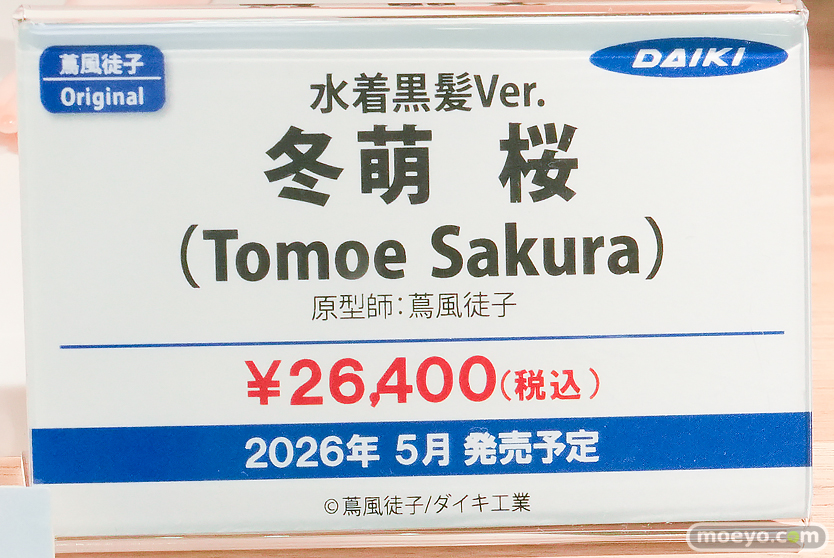 蔦風徒子
Original
DAIKI
水着黒髪Ver.
冬萌 桜
(Tomoe Sakura)
原型師:蔦風徒子
¥26,400(税込)
2026年 5月 発売予定
©蔦風徒子/ダイキ工業
moeyo.com